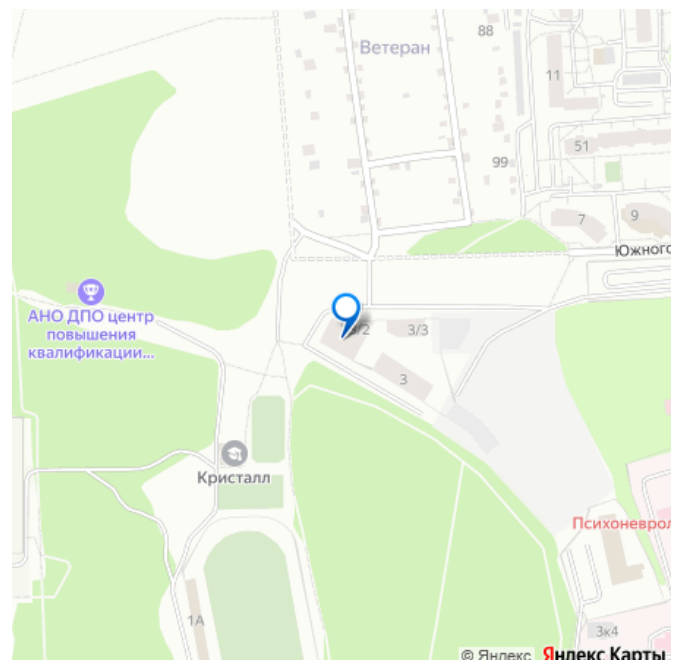 88
Ветеран
11
51
99
7
9
Южного
АНО ДПО центр
повышения
квалификации...
3/2
3/3
3
Кристалл
Психоневрол
1А
3к4
© Яндекс Яндекс Карты